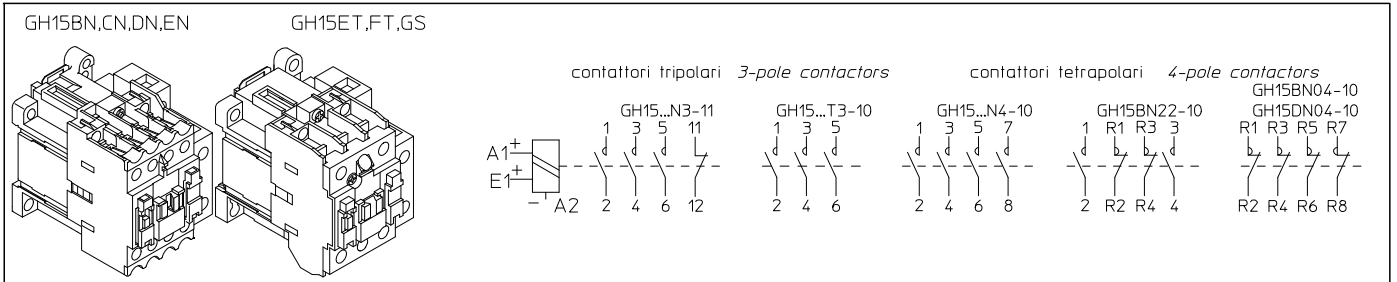 GH15BN,CN,DN,EN
GH15ET,FT,GS
contattori tripolari 3-pole contactors
contattori tetrapolari 4-pole contactors
GH15BN04-10
GH15...N3-11
GH15...T3-10
GH15...N4-10
GH15BN22-10
GH15DN04-10
1 3 5 11
1 3 5
1 3 5 7
1 R1 R3 3
R1 R3 R5 R7
A1 +
E1 +
- A2
2 4 6 12
2 4 6
2 4 6 8
2 R2 R4 4
R2 R4 R6 R8